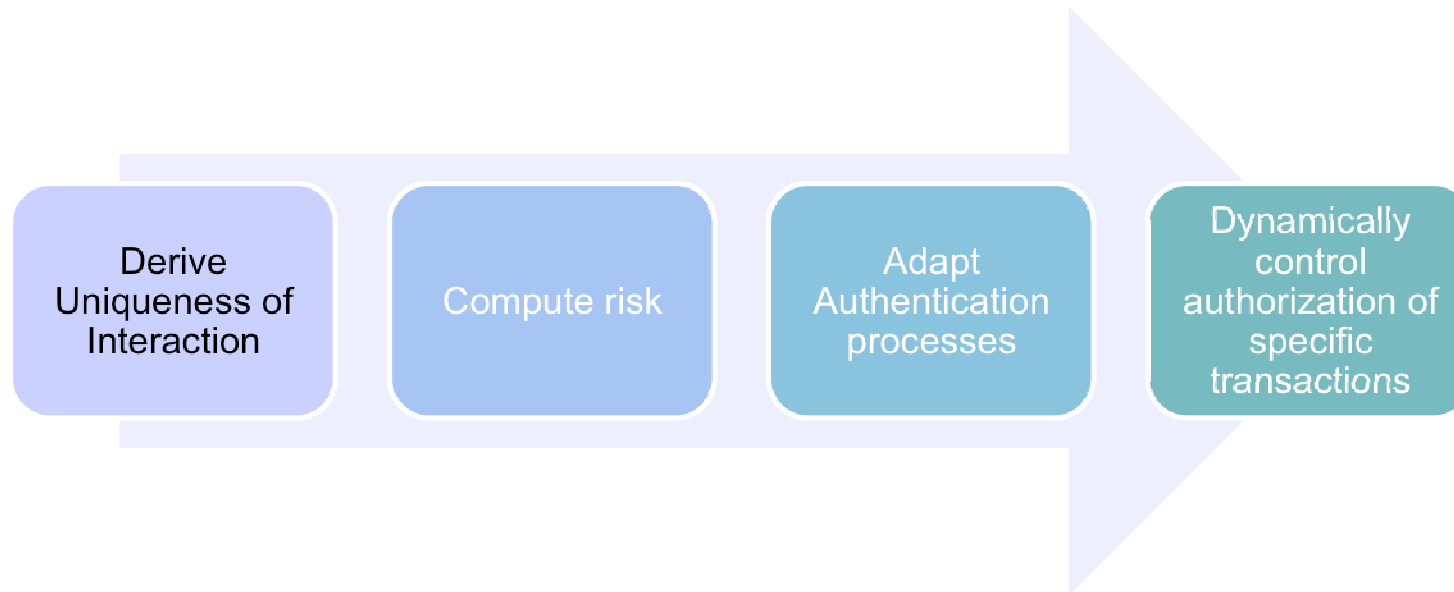 Derive
Uniqueness of
Interaction
Compute risk
Adapt
Authentication
processes
Dynamically
control
authorization of
specific
transactions